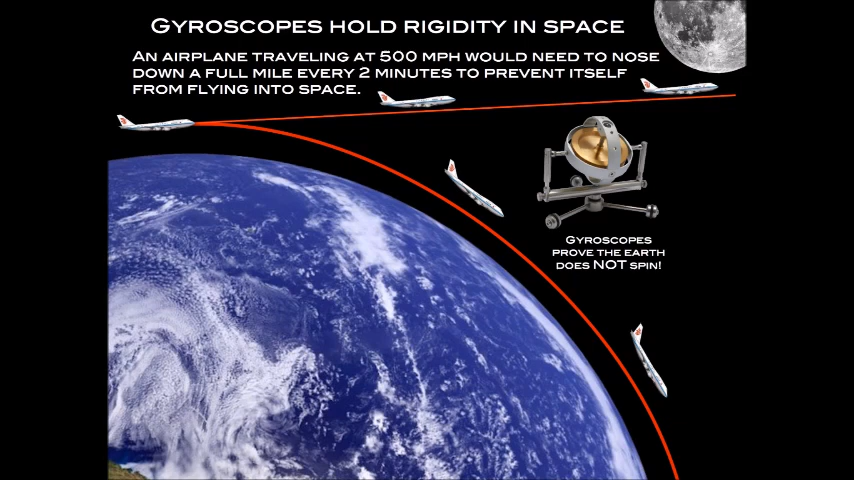 Gyroscopes hold rigidity in space
An airplane traveling at 500 mph would need to nose
down a full mile every 2 minutes to prevent itself
from flying into space.
Gyroscopes
prove the earth
does NOT spin!